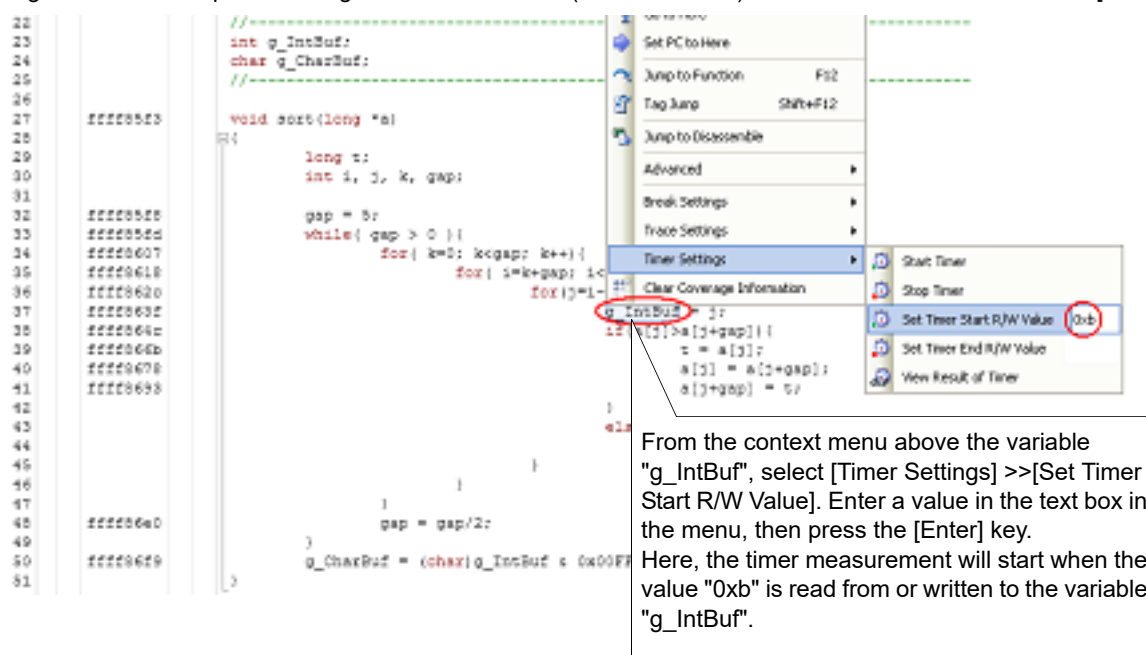 22 //--------------------------------------------------------------
23 int g_IntBuf;
24 char g_CharBuf;
25 //--------------------------------------------------------------
26
27 ffff85f3 void sort(long *a)
28 {
29 long t;
30 int i, j, k, gap;
31
32 ffff85f8 gap = 5;
33 ffff85fd while( gap > 0 ){
34 ffff8607 for( k=0; k<gap; k++){
35 ffff8618 for( i=k+gap; i<
36 ffff8620 for(j=i-
37 ffff863f g_IntBuf = j;
38 ffff864c if(a[j]>a[j+gap]){
39 ffff866b t = a[j];
40 ffff8678 a[j] = a[j+gap];
41 ffff8693 a[j+gap] = t;
42 }
43 els
44
45 }
46 }
47 }
48 ffff86e0 gap = gap/2;
49 }
50 ffff86f9 g_CharBuf = (char)g_IntBuf & 0x00FF
51 }
Set PC to Here
Jump to Function F12
Tag Jump Shift+F12
Jump to Disassemble
Advanced
Break Settings
Trace Settings
Timer Settings
Clear Coverage Information
Start Timer
Stop Timer
Set Timer Start R/W Value 0xb
Set Timer End R/W Value
View Result of Timer
From the context menu above the variable
"g_IntBuf", select [Timer Settings] >>[Set Timer
Start R/W Value]. Enter a value in the text box in
the menu, then press the [Enter] key.
Here, the timer measurement will start when the
value "0xb" is read from or written to the variable
"g_IntBuf".